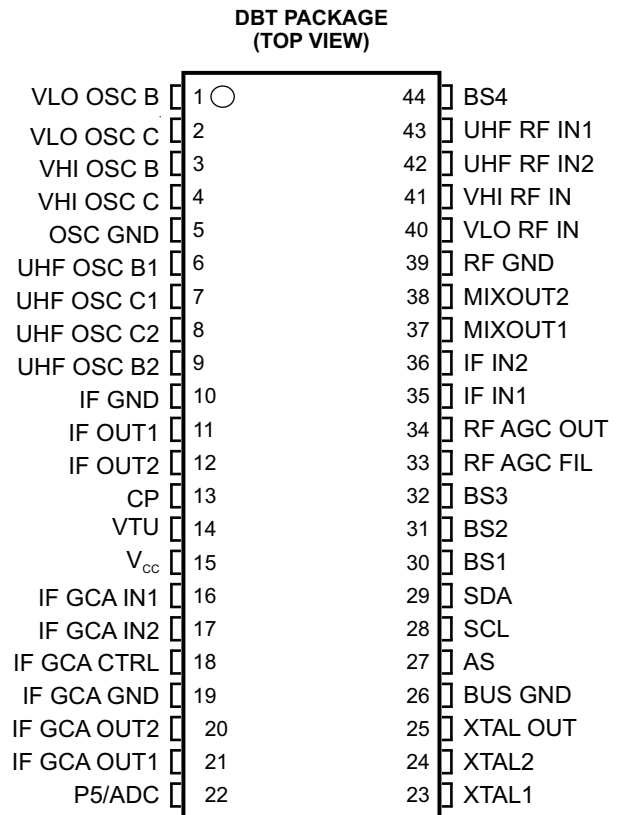 DBT PACKAGE
(TOP VIEW)
VLO OSC B 1 44 BS4
VLO OSC C 2 43 UHF RF IN1
VHI OSC B 3 42 UHF RF IN2
VHI OSC C 4 41 VHI RF IN
OSC GND 5 40 VLO RF IN
UHF OSC B1 6 39 RF GND
UHF OSC C1 7 38 MIXOUT2
UHF OSC C2 8 37 MIXOUT1
UHF OSC B2 9 36 IF IN2
IF GND 10 35 IF IN1
IF OUT1 11 34 RF AGC OUT
IF OUT2 12 33 RF AGC FIL
CP 13 32 BS3
VTU 14 31 BS2
Vcc 15 30 BS1
IF GCA IN1 16 29 SDA
IF GCA IN2 17 28 SCL
IF GCA CTRL 18 27 AS
IF GCA GND 19 26 BUS GND
IF GCA OUT2 20 25 XTAL OUT
IF GCA OUT1 21 24 XTAL2
P5/ADC 22 23 XTAL1